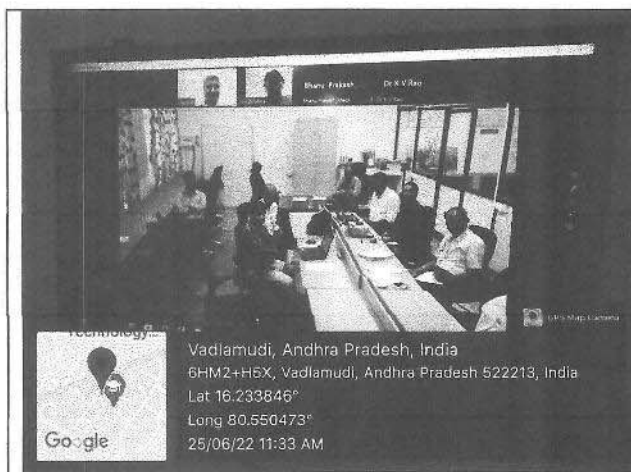 Bhanu Prakash
Dr K V Rao
GPS Map Camera
Technology...
Google
Vadlamudi, Andhra Pradesh, India
6HM2+H5X, Vadlamudi, Andhra Pradesh 522213, India
Lat 16.233846°
Long 80.550473°
25/06/22 11:33 AM